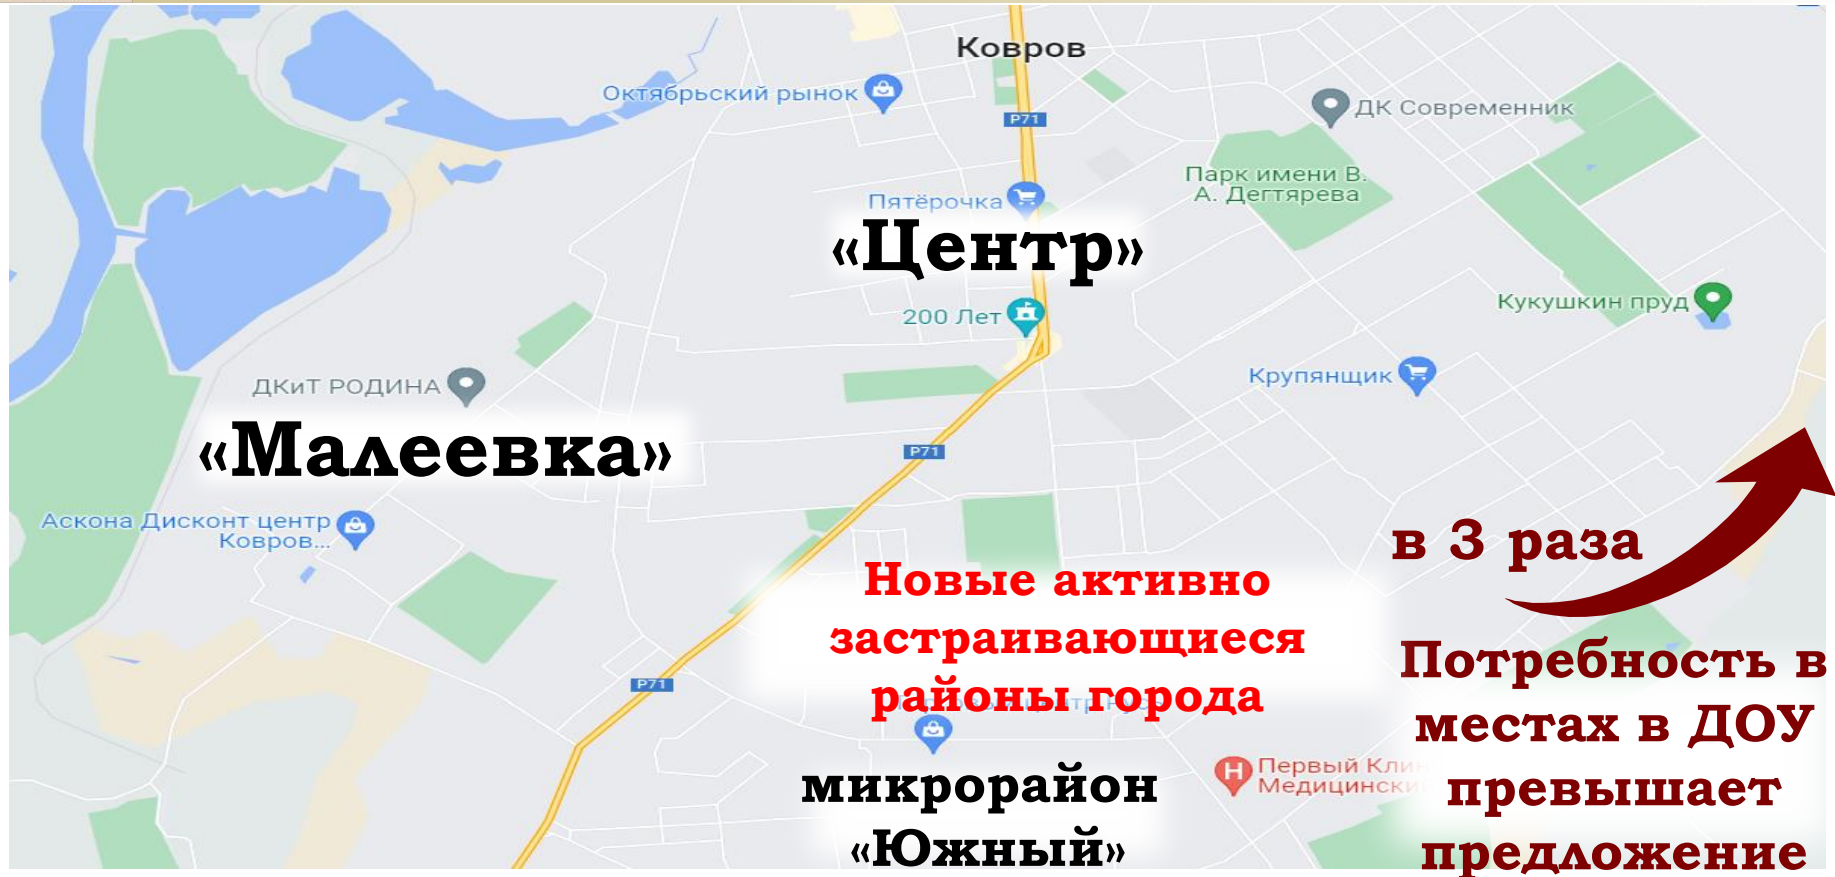 Ковров
Октябрьский рынок
P71
ДК Современник
Парк имени В.
А. Дегтярева
Пятёрочка
«Центр»
200 Лет
Кукушкин пруд
Крупянщик
ДКиТ РОДИНА
«Малеевка»
P71
Аскона Дисконт центр
Ковров...
в 3 раза
Новые активно
застраивающиеся
районы города
P71
Потребность в
местах в ДОУ
превышает
предложение
Первый
Медицинск
микрорайон
«Южный»